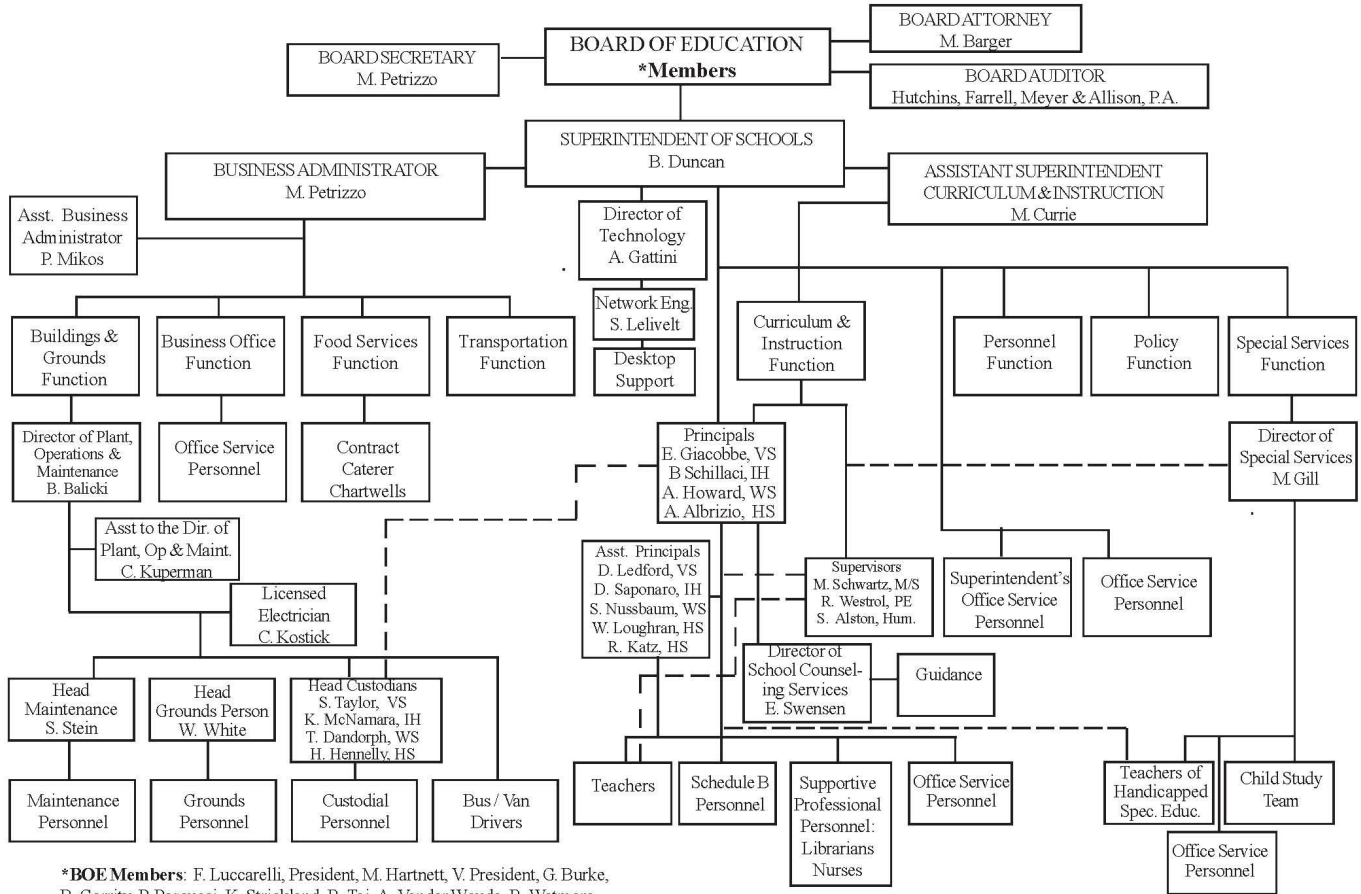 BOARD OF EDUCATION
*Members
BOARD SECRETARY
M. Petrizzo
BOARD ATTORNEY
M. Barger
BOARD AUDITOR
Hutchins, Farrell, Meyer & Allison, P.A.
SUPERINTENDENT OF SCHOOLS
B. Duncan
BUSINESS ADMINISTRATOR
M. Petrizzo
ASSISTANT SUPERINTENDENT
CURRICULUM & INSTRUCTION
M. Currie
Asst. Business
Administrator
P. Mikos
Director of
Technology
A. Gattini
Network Eng.
S. Lelivelt
Desktop
Support
Buildings &
Grounds
Function
Business Office
Function
Food Services
Function
Transportation
Function
Curriculum &
Instruction
Function
Personnel
Function
Policy
Function
Special Services
Function
Director of Plant,
Operations &
Maintenance
B. Balicki
Office Service
Personnel
Contract
Caterer
Chartwells
Principals
E. Giacobbe, VS
B Schillaci, IH
A. Howard, WS
A. Albrizio, HS
Director of
Special Services
M. Gill
Asst to the Dir. of
Plant, Op & Maint.
C. Kuperman
Licensed
Electrician
C. Kostick
Asst. Principals
D. Ledford, VS
D. Saponaro, IH
S. Nussbaum, WS
W. Loughran, HS
R. Katz, HS
Supervisors
M. Schwartz, M/S
R. Westrol, PE
S. Alston, Hum.
Superintendent's
Office Service
Personnel
Office Service
Personnel
Director of
School Counsel-
ing Services
E. Swensen
Guidance
Head
Maintenance
S. Stein
Head
Grounds Person
W. White
Head Custodians
S. Taylor, VS
K. McNamara, IH
T. Dandorph, WS
H. Hennelly, HS
Maintenance
Personnel
Grounds
Personnel
Custodial
Personnel
Bus / Van
Drivers
Teachers
Schedule B
Personnel
Supportive
Professional
Personnel:
Librarians
Nurses
Office Service
Personnel
Teachers of
Handicapped
Spec. Educ.
Child Study
Team
Office Service
Personnel
*BOE Members: F. Luccarelli, President, M. Hartnett, V. President, G. Burke,